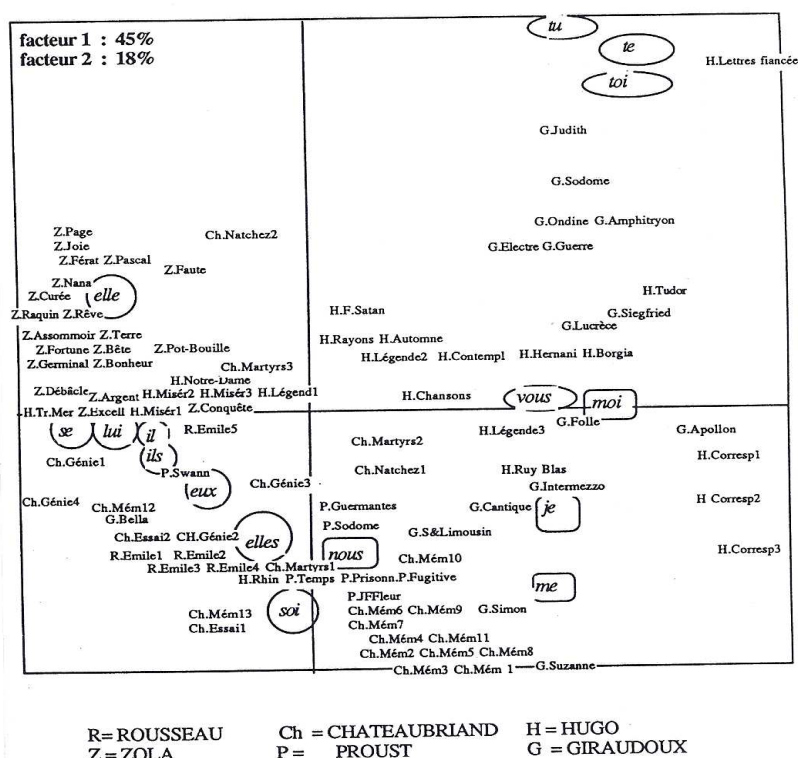 tu
facteur 1 : 45%
facteur 2 : 18%
te
H.Lettres fiancée
toi
G.Judith
G.Sodome
G.Ondine G.Amphitryon
Z.Page
Ch.Natchez2
Z.Joie
G.Electre G.Guerre
Z.Férat Z.Pascal
Z.Faute
Z.Nana
Z.Curée elle
H.Tudor
Z.Raquin Z.Rêve
H.F.Satan
G.Siegfried
G.Lucrèce
Z.Assommoir Z.Terre
H.Rayons H.Automne
Z.Fortune Z.Bête Z.Pot-Bouille
H.Légende2 H.Contempl H.Hernani H.Borgia
Z.Germinal Z.Bonheur
Ch.Martyrs3
H.Notre-Dame
Z.Débâcle Z.Argent H.Misér2 H.Misér3 H.Légend1
H.Chansons
vous
moi
H.Tr.Mer Z.Excell H.Misér1 Z.Conquête
G.Folle
se lui il
R.Emile5
H.Légende3
G.Apollon
ils
Ch.Martyrs2
Ch.Génie1
P.Swann
Ch.Natchez1
H.Ruy Blas
H.Corresp1
eux
Ch.Génie3
G.Intermezzo
Ch.Génie4
Ch.Mém12
P.Guermantes
G.Cantique je
H Corresp2
G.Bella
P.Sodome
Ch.Essai2 CH.Génie2 elles
G.S&Limousin
R.Emile1 R.Emile2
nous
Ch.Mém10
H.Corresp3
R.Emile3 R.Emile4 Ch.Martyrs1
H.Rhin P.Temps P.Prisonn.P.Fugitive
me
P.JFFleur
Ch.Mém13
soi
Ch.Mém6 Ch.Mém9 G.Simon
Ch.Essai1
Ch.Mém7
Ch.Mém4 Ch.Mém11
Ch.Mém2 Ch.Mém5 Ch.Mém8
Ch.Mém3 Ch.Mém 1 G.Suzanne
R= ROUSSEAU Ch = CHATEAUBRIAND H = HUGO
Z = ZOLA P = PROUST G = GIRAUDOUX